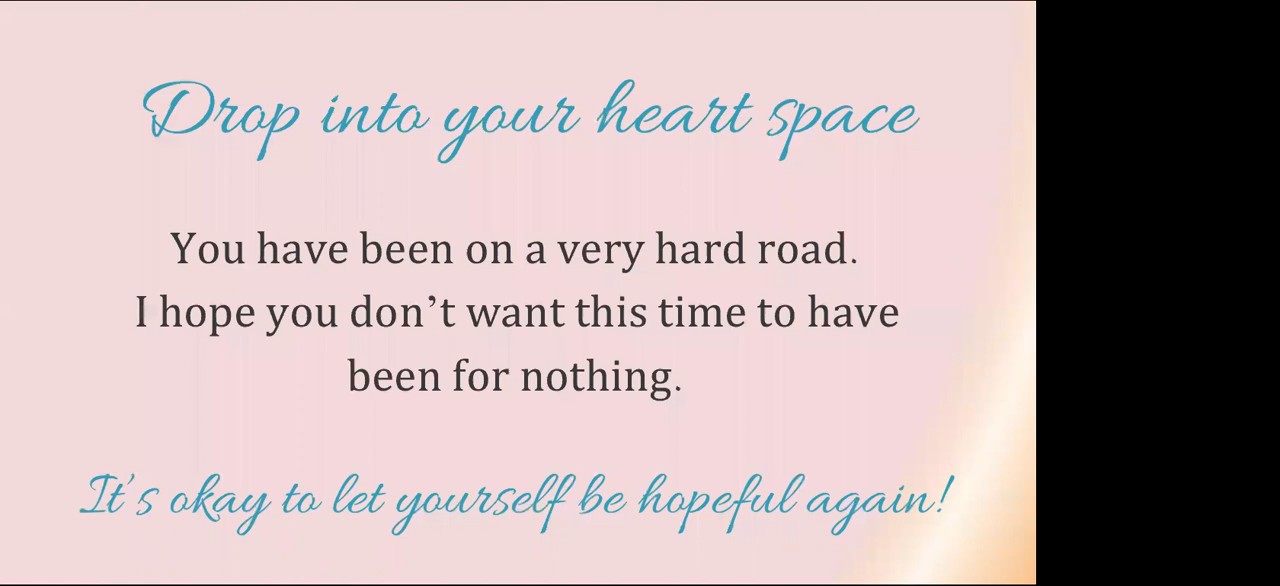 Drop into your heart space
You have been on a very hard road.
I hope you don’t want this time to have
been for nothing.
It’s okay to let yourself be hopeful again!